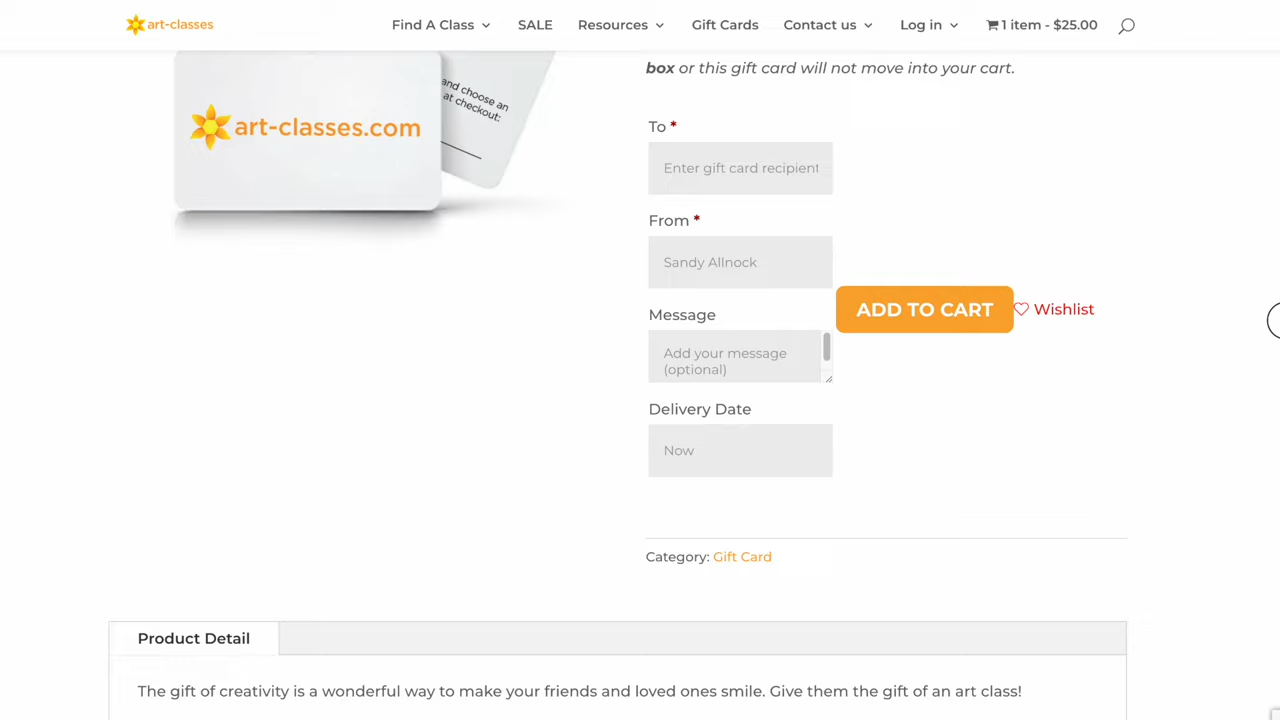 art-classes
Find A Class
SALE
Resources
Gift Cards
Contact us
Log in
1 item - $25.00
box or this gift card will not move into your cart.
and choose an
at checkout:
art-classes.com
To *
Enter gift card recipient
From *
Sandy Allnock
ADD TO CART
Wishlist
Message
Add your message
(optional)
Delivery Date
Now
Category: Gift Card
Product Detail
The gift of creativity is a wonderful way to make your friends and loved ones smile. Give them the gift of an art class!